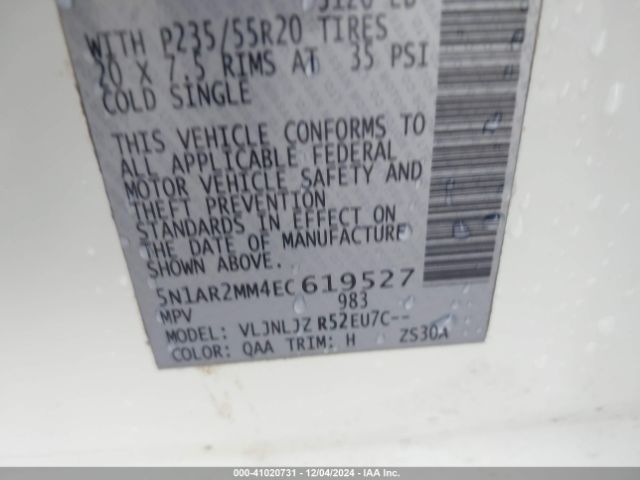 3120 LB
WITH P235/55R20 TIRES
20 X 7.5 RIMS AT 35 PSI
COLD SINGLE
THIS VEHICLE CONFORMS TO
ALL APPLICABLE FEDERAL
MOTOR VEHICLE SAFETY AND
THEFT PREVENTION
STANDARDS IN EFFECT ON
THE DATE OF MANUFACTURE
SHOWN ABOVE.
5N1AR2MM4EC619527
MPV 983
MODEL: VLJNLJZ R52EU7C--
COLOR: QAA TRIM: H ZS30A
000-41020731 - 12/04/2024 - IAA Inc.